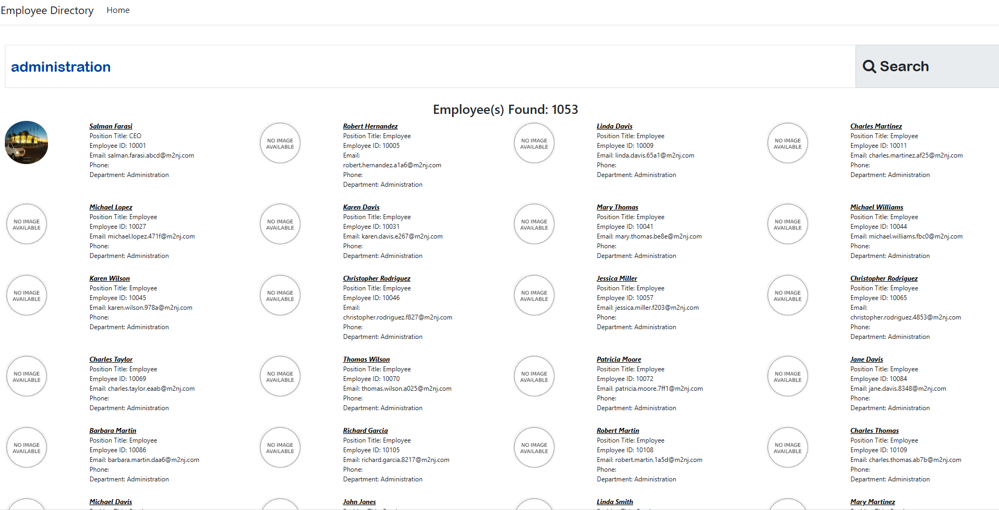 Employee Directory Home
administration
Search
Employee(s) Found: 1053
Salman Farasi
Position Title: CEO
Employee ID: 10001
Email: salman.farasi.abcd@m2nj.com
Phone:
Department: Administration
NO IMAGE
AVAILABLE
Robert Hernandez
Position Title: Employee
Employee ID: 10005
Email:
robert.hernandez.a1a6@m2nj.com
Phone:
Department: Administration
NO IMAGE
AVAILABLE
Linda Davis
Position Title: Employee
Employee ID: 10009
Email: linda.davis.65a1@m2nj.com
Phone:
Department: Administration
NO IMAGE
AVAILABLE
Charles Martinez
Position Title: Employee
Employee ID: 10011
Email: charles.martinez.af25@m2nj.com
Phone:
Department: Administration
NO IMAGE
AVAILABLE
Michael Lopez
Position Title: Employee
Employee ID: 10027
Email: michael.lopez.471f@m2nj.com
Phone:
Department: Administration
NO IMAGE
AVAILABLE
Karen Davis
Position Title: Employee
Employee ID: 10031
Email: karen.davis.e267@m2nj.com
Phone:
Department: Administration
NO IMAGE
AVAILABLE
Mary Thomas
Position Title: Employee
Employee ID: 10041
Email: mary.thomas.be8e@m2nj.com
Phone:
Department: Administration
NO IMAGE
AVAILABLE
Michael Williams
Position Title: Employee
Employee ID: 10044
Email: michael.williams.fbc0@m2nj.com
Phone:
Department: Administration
NO IMAGE
AVAILABLE
Karen Wilson
Position Title: Employee
Employee ID: 10045
Email: karen.wilson.978a@m2nj.com
Phone:
Department: Administration
NO IMAGE
AVAILABLE
Christopher Rodriguez
Position Title: Employee
Employee ID: 10046
Email:
christopher.rodriguez.f827@m2nj.com
Phone:
Department: Administration
NO IMAGE
AVAILABLE
Jessica Miller
Position Title: Employee
Employee ID: 10057
Email: jessica.miller.f203@m2nj.com
Phone:
Department: Administration
NO IMAGE
AVAILABLE
Christopher Rodriguez
Position Title: Employee
Employee ID: 10065
Email:
christopher.rodriguez.4853@m2nj.com
Phone:
Department: Administration
NO IMAGE
AVAILABLE
Charles Taylor
Position Title: Employee
Employee ID: 10069
Email: charles.taylor.eaab@m2nj.com
Phone:
Department: Administration
NO IMAGE
AVAILABLE
Thomas Wilson
Position Title: Employee
Employee ID: 10070
Email: thomas.wilson.a025@m2nj.com
Phone:
Department: Administration
NO IMAGE
AVAILABLE
Patricia Moore
Position Title: Employee
Employee ID: 10072
Email: patricia.moore.7ff1@m2nj.com
Phone:
Department: Administration
NO IMAGE
AVAILABLE
Jane Davis
Position Title: Employee
Employee ID: 10084
Email: jane.davis.8348@m2nj.com
Phone:
Department: Administration
NO IMAGE
AVAILABLE
Barbara Martin
Position Title: Employee
Employee ID: 10086
Email: barbara.martin.daa6@m2nj.com
Phone:
Department: Administration
NO IMAGE
AVAILABLE
Richard Garcia
Position Title: Employee
Employee ID: 10105
Email: richard.garcia.8217@m2nj.com
Phone:
Department: Administration
NO IMAGE
AVAILABLE
Robert Martin
Position Title: Employee
Employee ID: 10108
Email: robert.martin.1a5d@m2nj.com
Phone:
Department: Administration
NO IMAGE
AVAILABLE
Charles Thomas
Position Title: Employee
Employee ID: 10109
Email: charles.thomas.ab7b@m2nj.com
Phone:
Department: Administration
Michael Davis
John Jones
Linda Smith
Mary Martinez